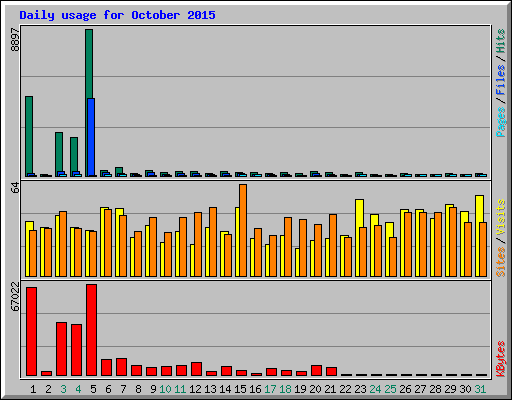 Daily usage for October 2015
8897
Pages / Files / Hits
64
Sites / Visits
67022
KBytes
1 2 3 4 5 6 7 8 9 10 11 12 13 14 15 16 17 18 19 20 21 22 23 24 25 26 27 28 29 30 31